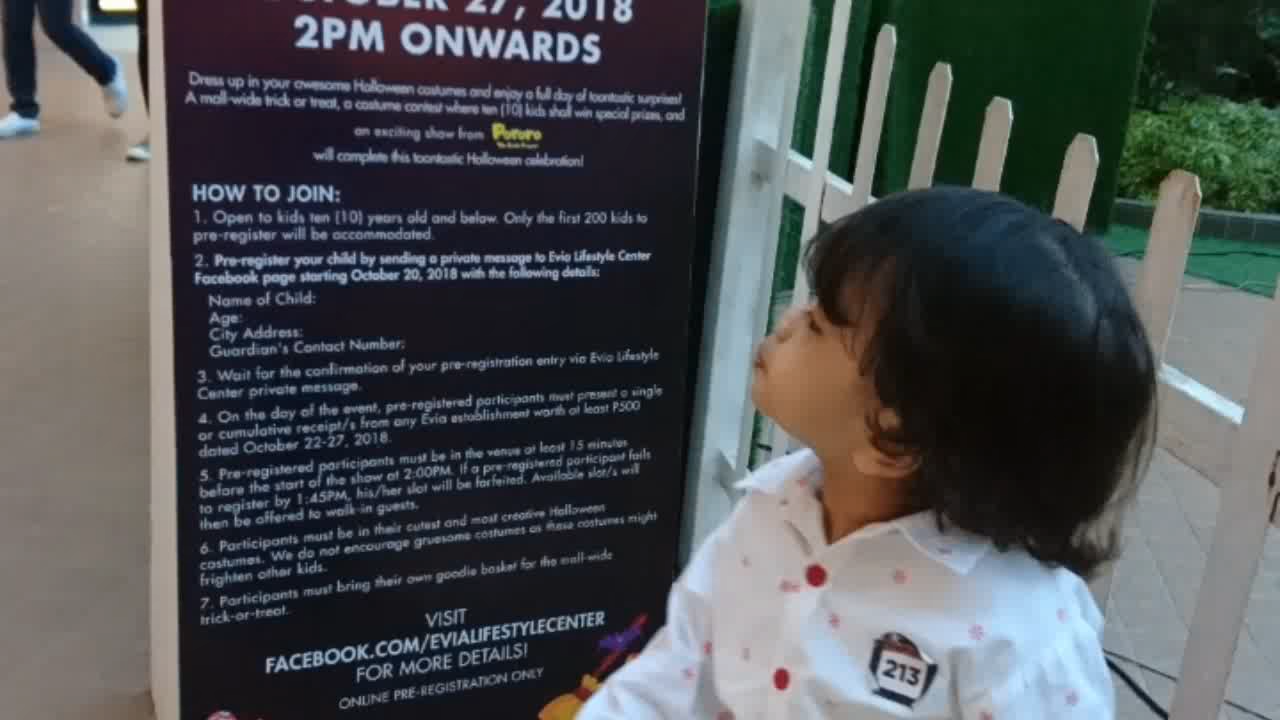 OCTOBER 27, 2018
2PM ONWARDS
Dress up in your awesome Halloween costumes and enjoy a full day of toontastic surprises!
A mall-wide trick or treat, a costume contest where ten (10) kids shall win special prizes, and
an exciting show from Pororo
will complete this toontastic Halloween celebration!
HOW TO JOIN:
1. Open to kids ten (10) years old and below. Only the first 200 kids to
pre-register will be accommodated.
2. Pre-register your child by sending a private message to Evia Lifestyle Center
Facebook page starting October 20, 2018 with the following details:
Name of Child:
Age:
City Address:
Guardian's Contact Number:
3. Wait for the confirmation of your pre-registration entry via Evia Lifestyle
Center private message.
4. On the day of the event, pre-registered participants must present a single
or cumulative receipt/s from any Evia establishment worth at least P500
dated October 22-27, 2018.
5. Pre-registered participants must be in the venue at least 15 minutes
before the start of the show at 2:00PM. If a pre-registered participant fails
to register by 1:45PM, his/her slot will be forfeited. Available slot/s will
then be offered to walk-in guests.
6. Participants must be in their cutest and most creative Halloween
costumes. We do not encourage gruesome costumes as these costumes might
frighten other kids.
7. Participants must bring their own goodie basket for the mall-wide
trick-or-treat.
VISIT
FACEBOOK.COM/EVIALIFESTYLECENTER
FOR MORE DETAILS!
ONLINE PRE-REGISTRATION ONLY
213